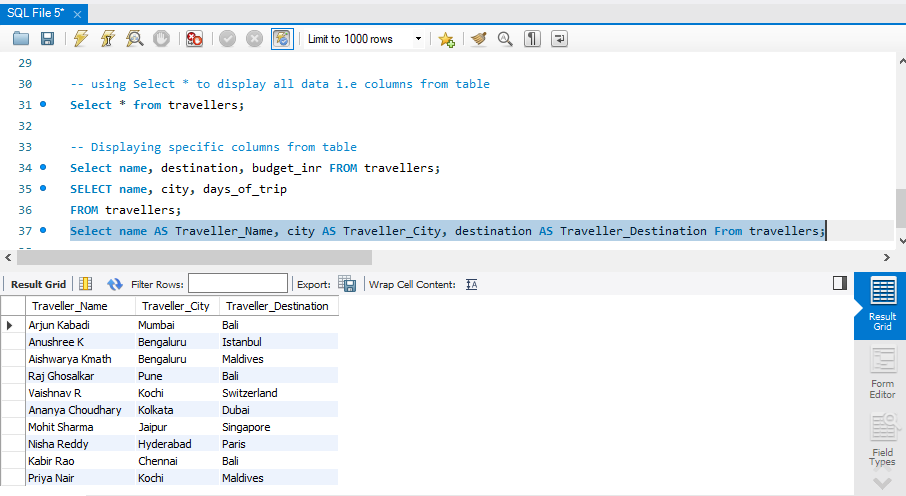 SQL File 5*
Limit to 1000 rows
29
30 -- using Select * to display all data i.e columns from table
31 Select * from travellers;
32
33 -- Displaying specific columns from table
34 Select name, destination, budget_inr FROM travellers;
35 SELECT name, city, days_of_trip
36 FROM travellers;
37 Select name AS Traveller_Name, city AS Traveller_City, destination AS Traveller_Destination From travellers;
Result Grid Filter Rows: Export: Wrap Cell Content:
Traveller_Name Traveller_City Traveller_Destination
Arjun Kabadi Mumbai Bali
Anushree K Bengaluru Istanbul
Aishwarya Kmath Bengaluru Maldives
Raj Ghosalkar Pune Bali
Vaishnav R Kochi Switzerland
Ananya Choudhary Kolkata Dubai
Mohit Sharma Jaipur Singapore
Nisha Reddy Hyderabad Paris
Kabir Rao Chennai Bali
Priya Nair Kochi Maldives
Result
Grid
Form
Editor
Field
Types